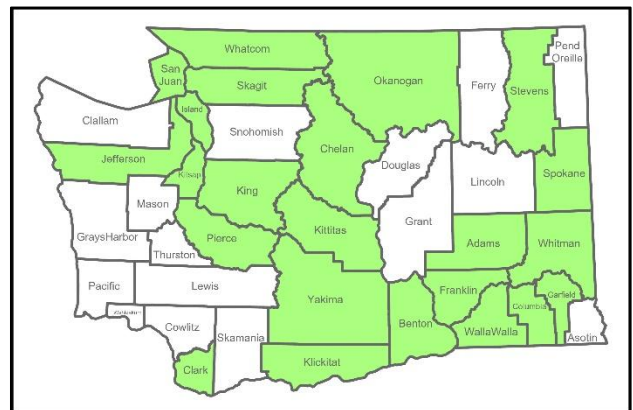 Whatcom
San
Juan
Skagit
Island
Okanogan
Ferry
Stevens
Pend
Oreille
Clallam
Snohomish
Chelan
Jefferson
Kitsap
Douglas
Lincoln
Spokane
King
Mason
Grant
GraysHarbor
Kittitas
Pierce
Thurston
Adams
Whitman
Pacific
Lewis
Yakima
Franklin
Garfield
Columbia
Benton
WallaWalla
Cowlitz
Skamania
Asotin
Klickitat
Clark